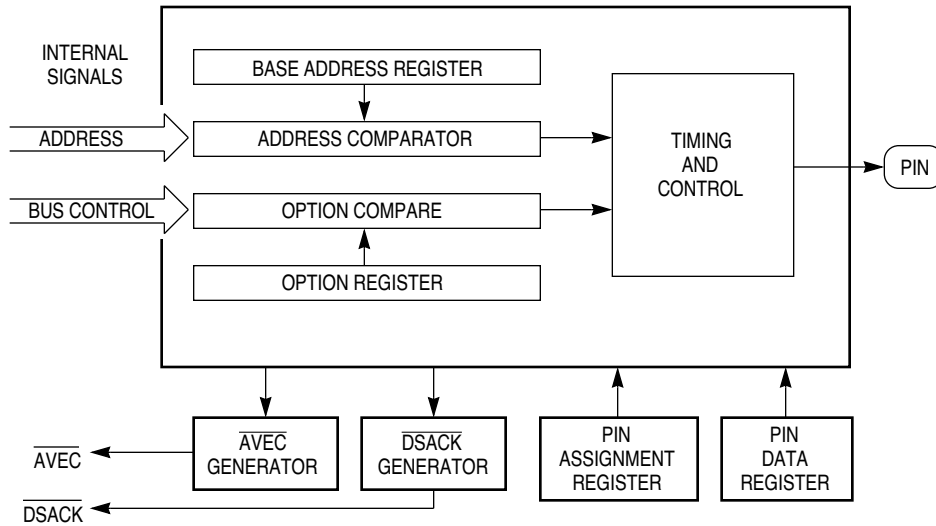 INTERNAL
SIGNALS
BASE ADDRESS REGISTER
ADDRESS
ADDRESS COMPARATOR
TIMING
AND
CONTROL
PIN
BUS CONTROL
OPTION COMPARE
OPTION REGISTER
AVEC
GENERATOR
DSACK
GENERATOR
PIN
ASSIGNMENT
REGISTER
PIN
DATA
REGISTER
AVEC
DSACK